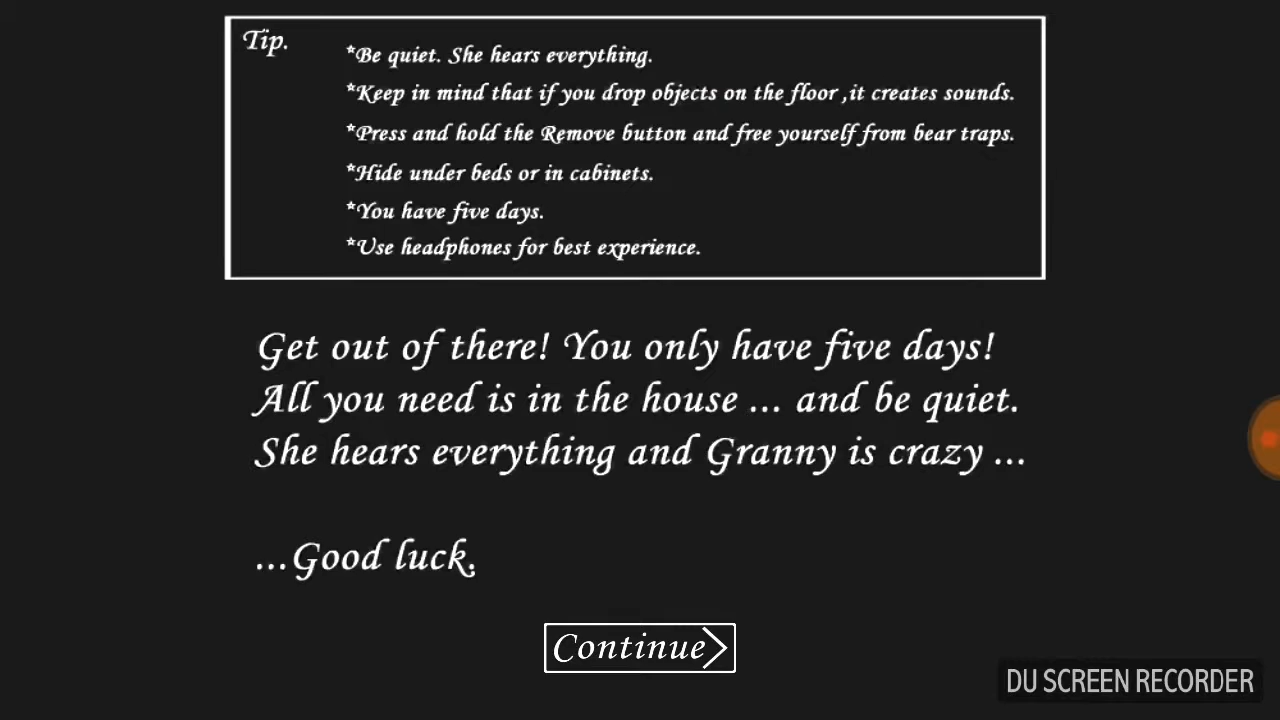 Tip.
*Be quiet. She hears everything.
*Keep in mind that if you drop objects on the floor ,it creates sounds.
*Press and hold the Remove button and free yourself from bear traps.
*Hide under beds or in cabinets.
*You have five days.
*Use headphones for best experience.
Get out of there! You only have five days!
All you need is in the house ... and be quiet.
She hears everything and Granny is crazy ...
...Good luck.
Continue
DU SCREEN RECORDER